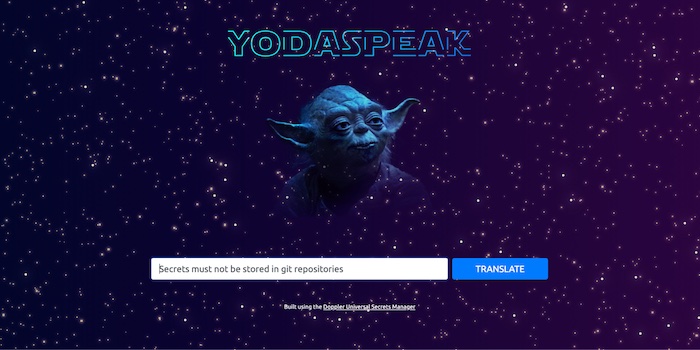 YODASPEAK
Secrets must not be stored in git repositories
TRANSLATE
Built using the Doppler Universal Secrets Manager